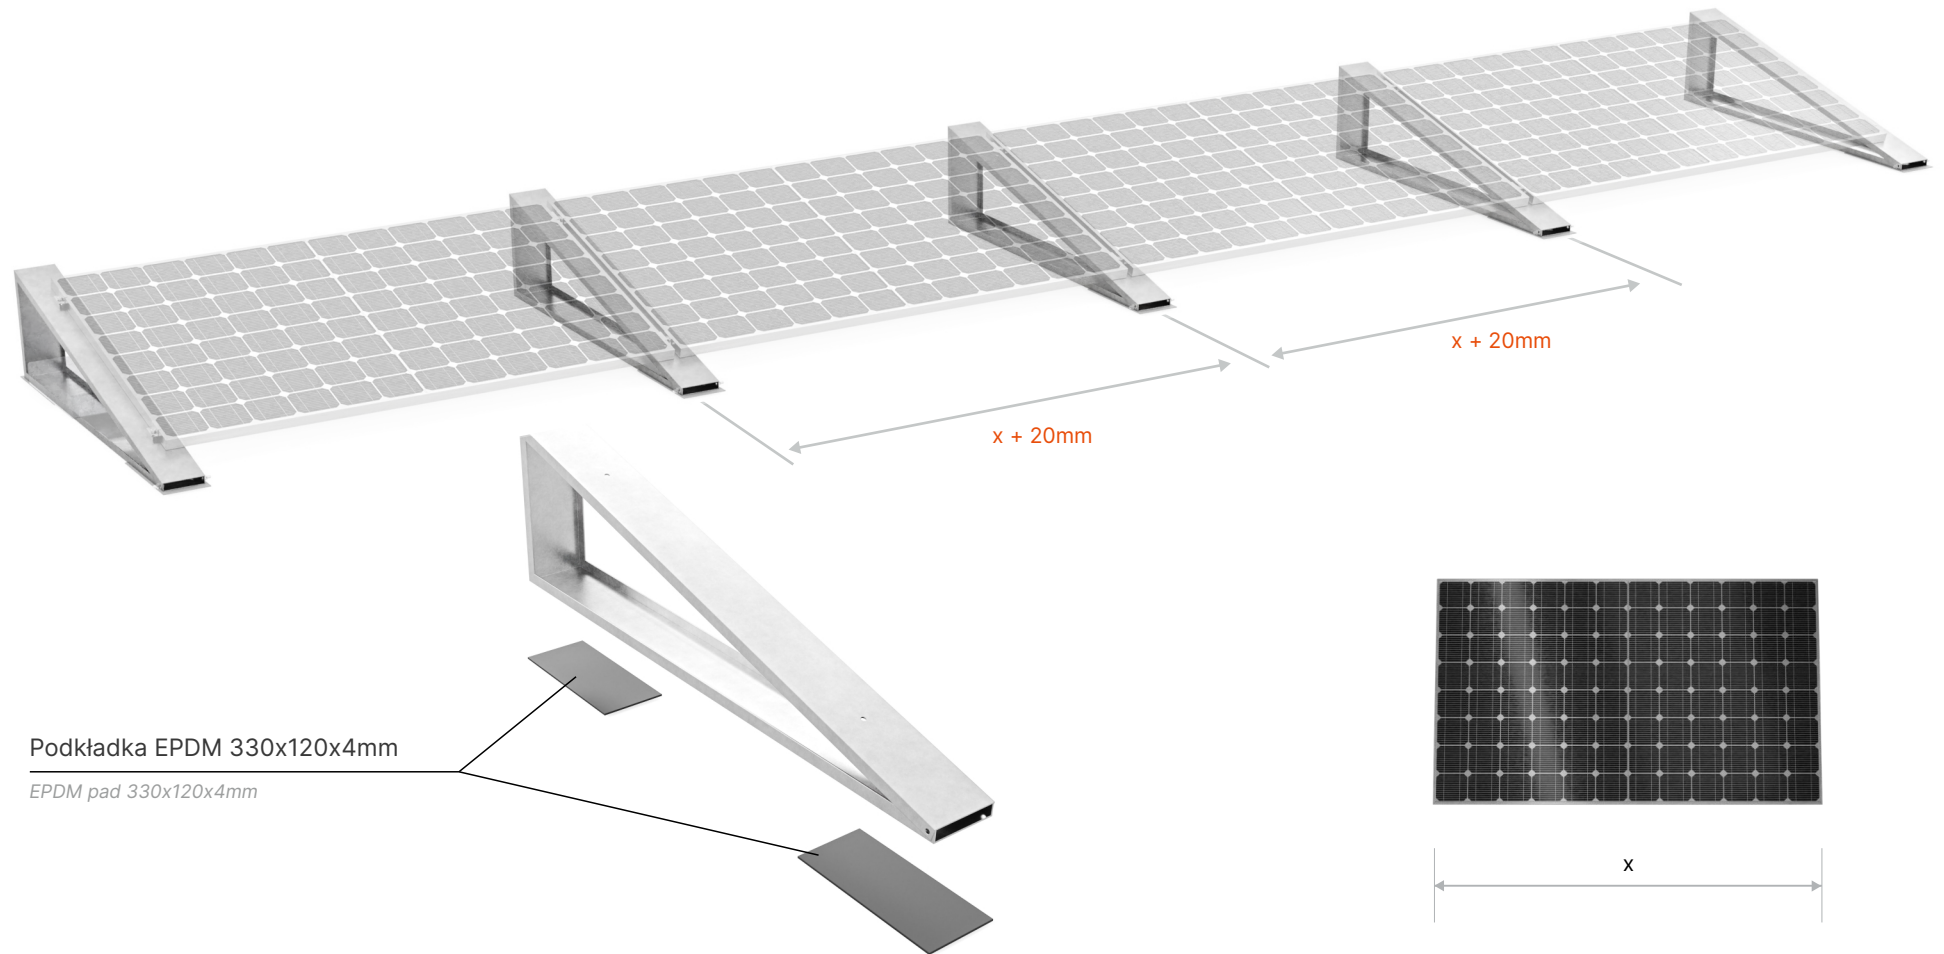 x + 20mm
x + 20mm
Podkładka EPDM 330x120x4mm
EPDM pad 330x120x4mm
x